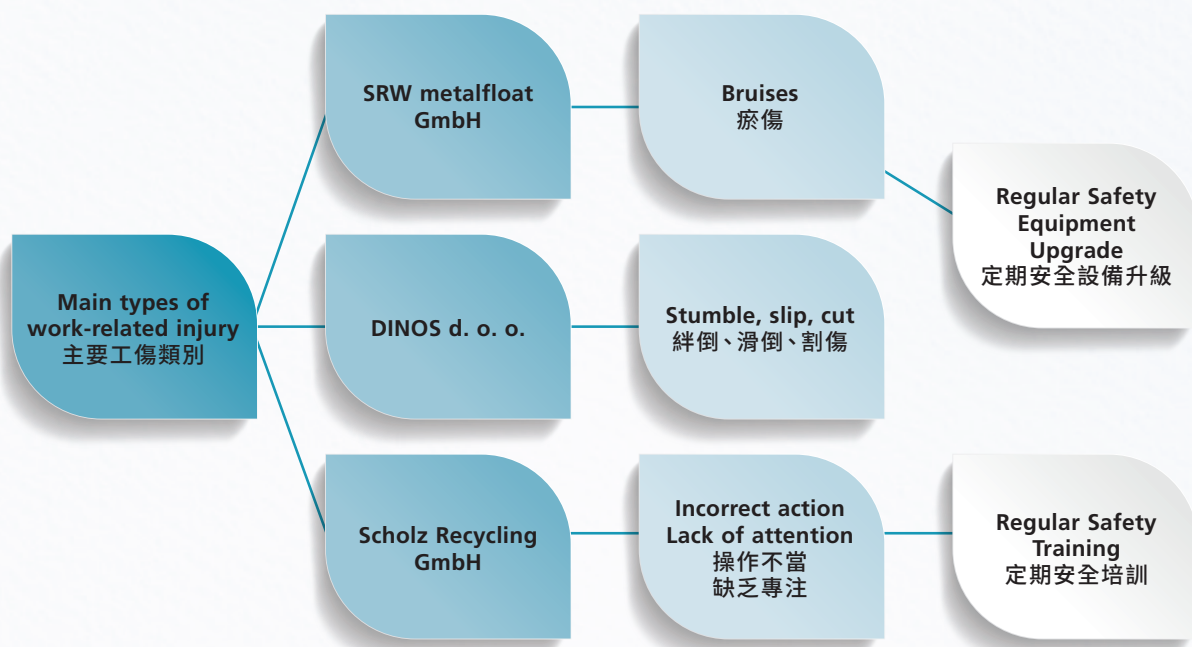 Main types of
work-related injury
主要工傷類別
SRW metalfloat
GmbH
Bruises
瘀傷
Regular Safety
Equipment
Upgrade
定期安全設備升級
DINOS d. o. o.
Stumble, slip, cut
絆倒、滑倒、割傷
Scholz Recycling
GmbH
Incorrect action
Lack of attention
操作不當
缺乏專注
Regular Safety
Training
定期安全培訓